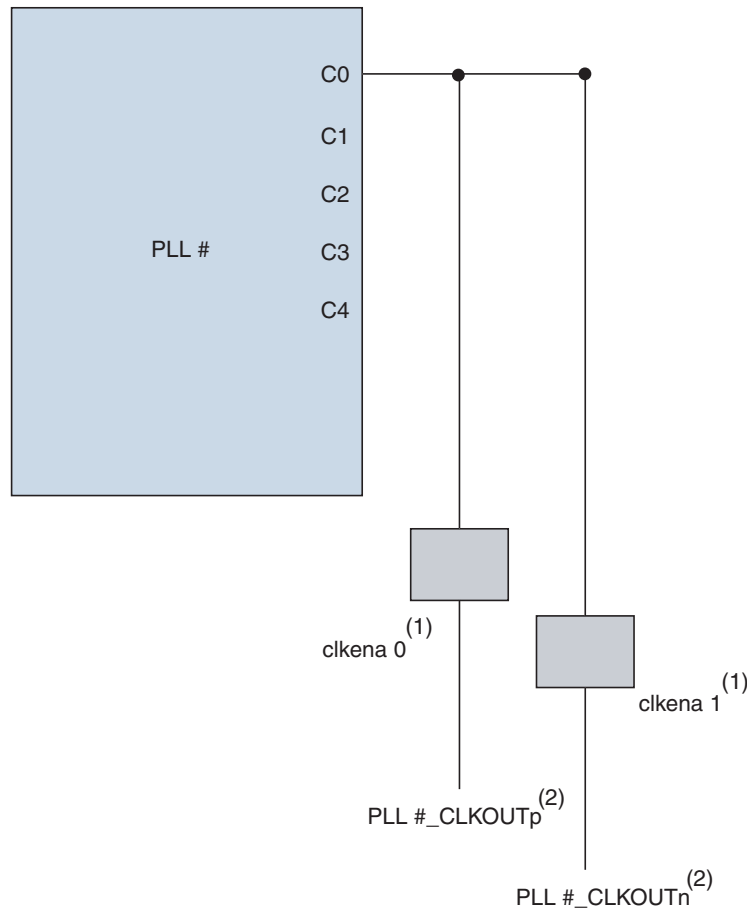 C0
C1
C2
PLL #
C3
C4
clkena 0(1)
clkena 1(1)
PLL #_CLKOUTp(2)
PLL #_CLKOUTn(2)